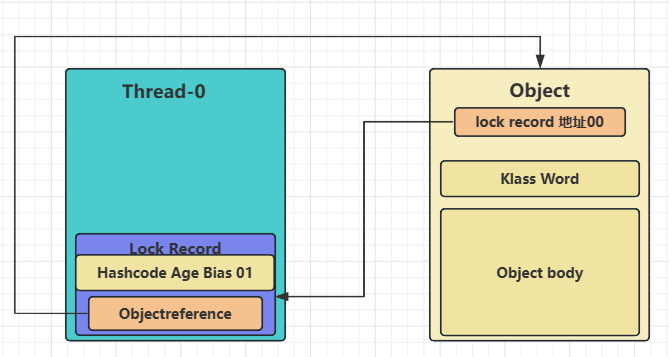 Thread-0
Lock Record
Hashcode Age Bias 01
Objectreference
Object
lock record 地址00
Klass Word
Object body